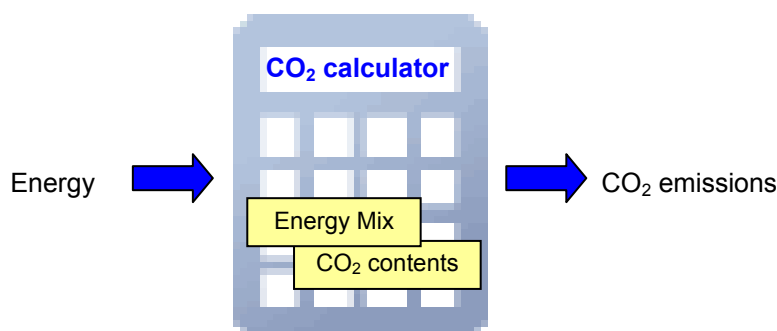 CO₂ calculator
Energy
CO₂ emissions
Energy Mix
CO₂ contents